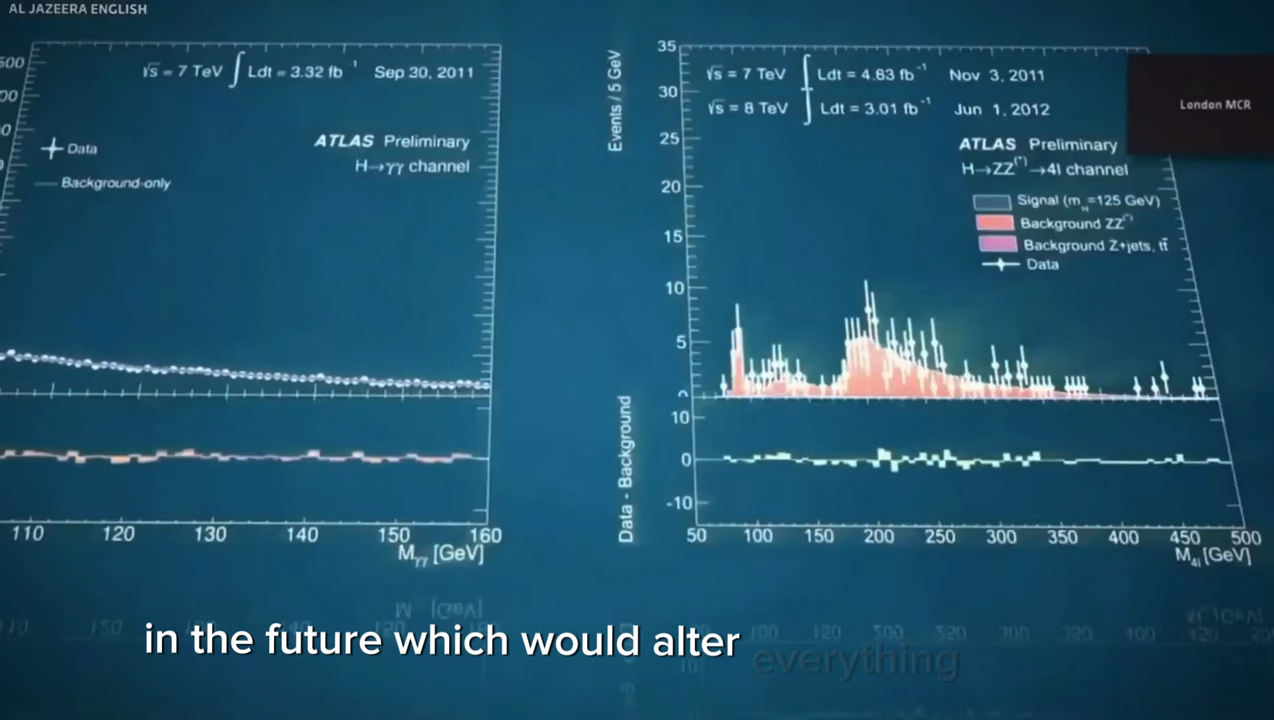 AL JAZEERA ENGLISH
√s = 7 TeV ∫ Ldt = 3.32 fb⁻¹ Sep 30, 2011
ATLAS Preliminary
H→γγ channel
Data
Background-only
110 120 130 140 150 160
Mγγ [GeV]
Events / 5 GeV
35
30
25
20
15
10
5
√s = 7 TeV ∫ Ldt = 4.63 fb⁻¹ Nov 3, 2011
√s = 8 TeV ∫ Ldt = 3.01 fb⁻¹ Jun 1, 2012
London MCR
ATLAS Preliminary
H→ZZ⁽*⁾→4l channel
Signal (m_H=125 GeV)
Background ZZ⁽*⁾
Background Z+jets, tt̄
Data
Data - Background
10
0
-10
50 100 150 200 250 300 350 400 450 500
M4l [GeV]
in the future which would alter everything